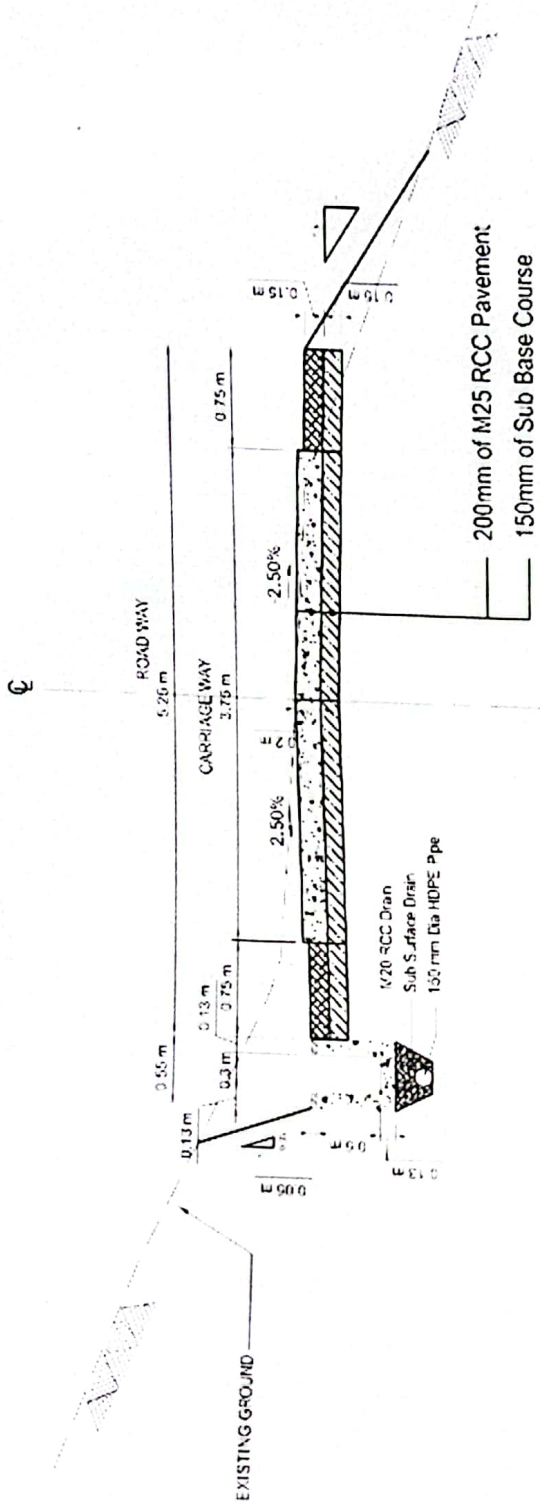 ℄
ROAD WAY
5.25 m
0.55 m
CARRIAGEWAY
3.75 m
0.13 m
0.3 m
0.13 m
0.75 m
0.75 m
2.50%
-2.50%
0.2 m
0.15 m
0.15 m
0.05 m
0.13 m
EXISTING GROUND
M20 RCC Drain
Sub Surface Drain
150 mm Dia HDPE Pipe
200mm of M25 RCC Pavement
150mm of Sub Base Course